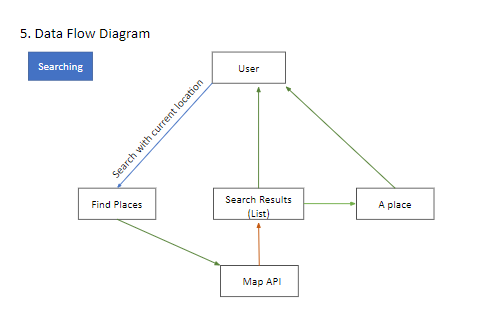 5. Data Flow Diagram
Searching
User
Search with current location
Find Places
Search Results
(List)
A place
Map API